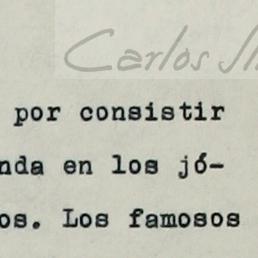 Carlos
por consistir
nda en los jó-
os. Los famosos